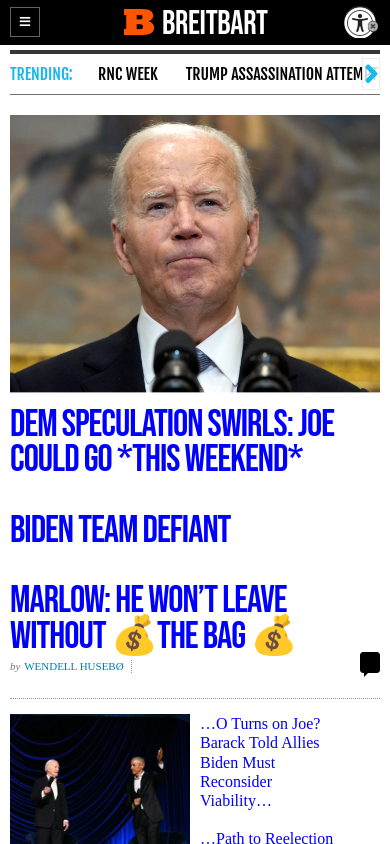 BREITBART
TRENDING:
RNC WEEK
TRUMP ASSASSINATION ATTEM
DEM SPECULATION SWIRLS: JOE
COULD GO *THIS WEEKEND*
BIDEN TEAM DEFIANT
MARLOW: HE WON’T LEAVE
WITHOUT 💰THE BAG 💰
by WENDELL HUSEBØ
…O Turns on Joe?
Barack Told Allies
Biden Must
Reconsider
Viability…
…Path to Reelection